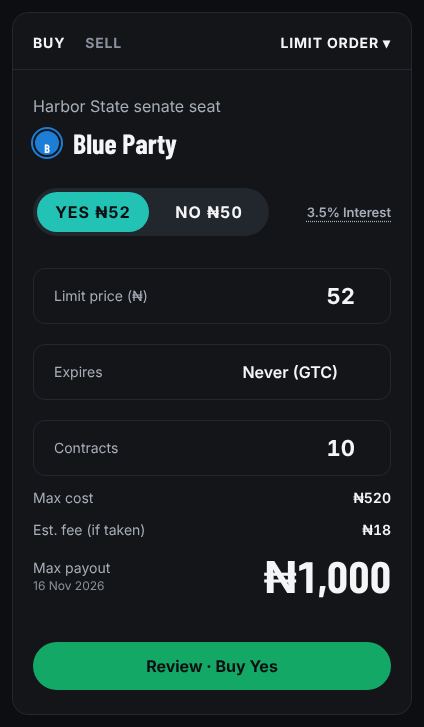 BUY SELL LIMIT ORDER ▾
Harbor State senate seat
B Blue Party
YES ₦52 NO ₦50 3.5% Interest
Limit price (₦) 52
Expires Never (GTC)
Contracts 10
Max cost ₦520
Est. fee (if taken) ₦18
Max payout ₦1,000
16 Nov 2026
Review · Buy Yes